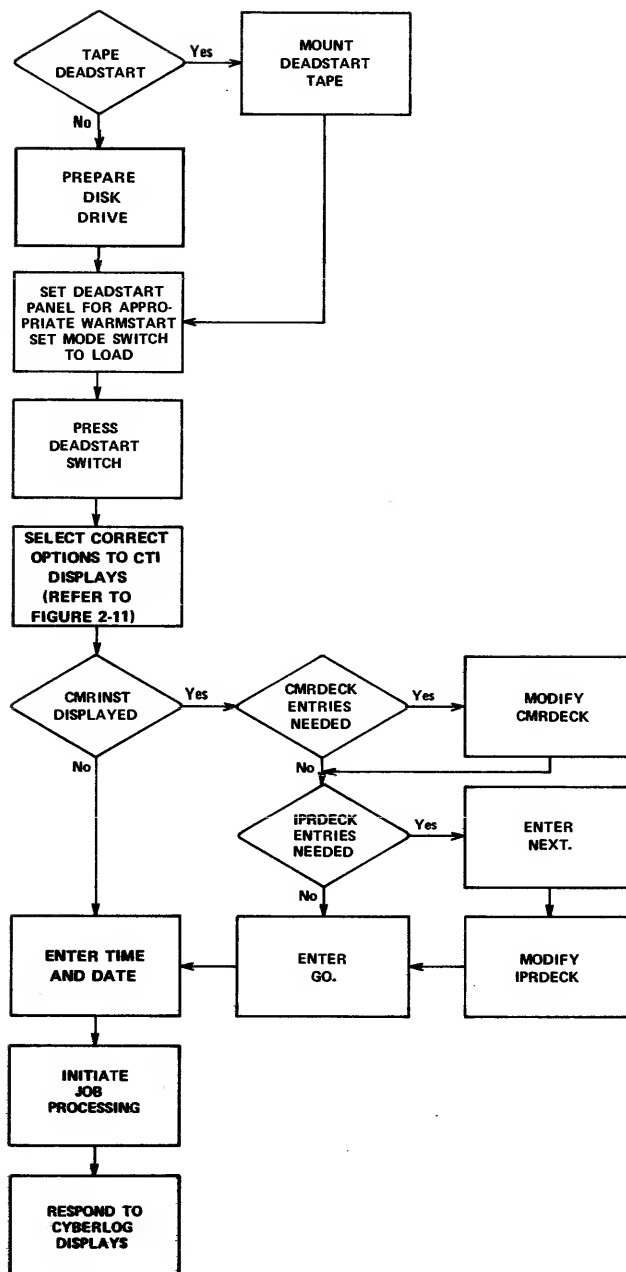 TAPE
DEADSTART
Yes
MOUNT
DEADSTART
TAPE
No
PREPARE
DISK
DRIVE
SET DEADSTART
PANEL FOR APPRO-
PRIATE WARMSTART
SET MODE SWITCH
TO LOAD
PRESS
DEADSTART
SWITCH
SELECT CORRECT
OPTIONS TO CTI
DISPLAYS
(REFER TO
FIGURE 2-11)
CMRINST
DISPLAYED
Yes
CMRDECK
ENTRIES
NEEDED
Yes
MODIFY
CMRDECK
No
No
IPRDECK
ENTRIES
NEEDED
Yes
ENTER
NEXT.
No
ENTER TIME
AND DATE
ENTER
GO.
MODIFY
IPRDECK
INITIATE
JOB
PROCESSING
RESPOND TO
CYBERLOG
DISPLAYS